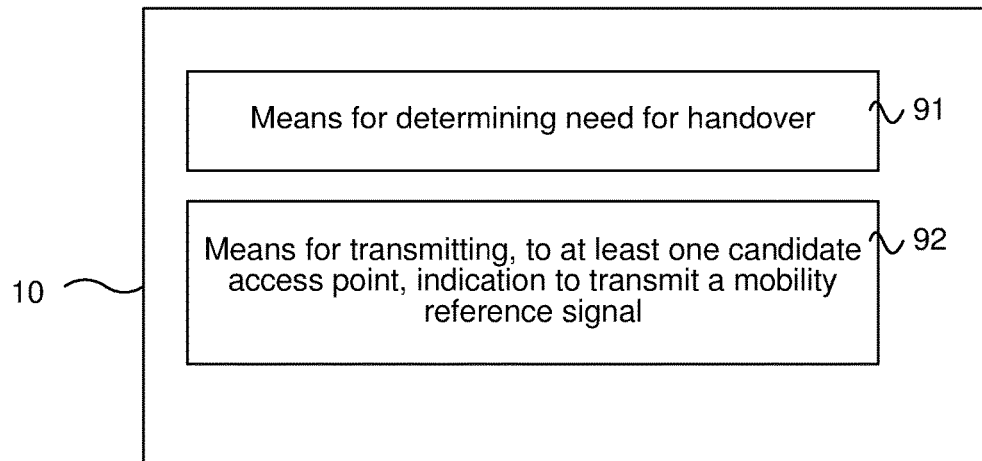 Means for determining need for handover
91
Means for transmitting, to at least one candidate
access point, indication to transmit a mobility
reference signal
92
10